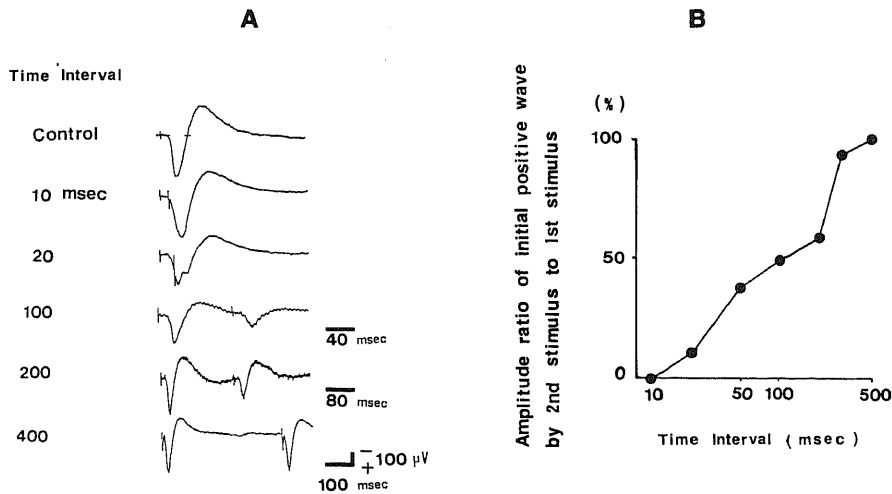 A
Time Interval
Control
10 msec
20
100
200
400
40 msec
80 msec
100 msec
− + 100 μV
B
Amplitude ratio of initial positive wave
by 2nd stimulus to 1st stimulus
(%)
100
50
0
10 50 100 500
Time Interval (msec)